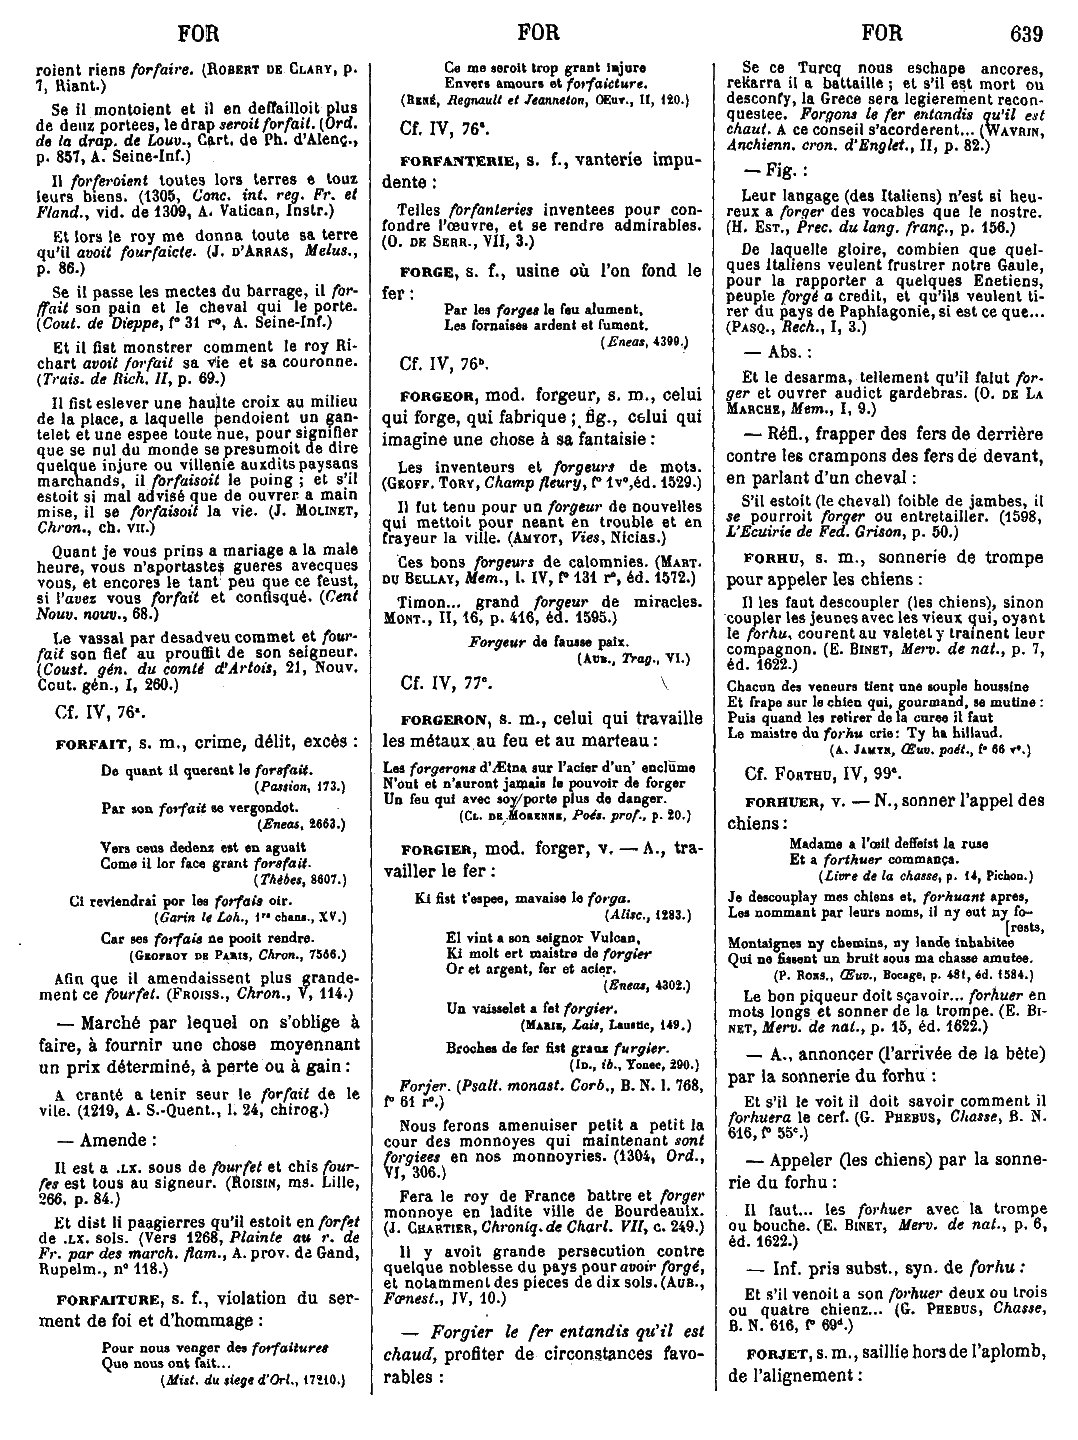 FOR
FOR
FOR
639
roient riens forfaire. (ROBERT DE CLARY, p.
7, Riant.)
Se il montoient et il en deffailloit plus
de deuz portees, le drap seroit forfait. (Ord.
de la drap. de Louv., Cart. de Ph. d'Alenç.,
p. 857, A. Seine-Inf.)
Il forferoient toutes lors terres e touz
leurs biens. (1305, Conc. int. reg. Fr. et
Fland., vid. de 1309, A. Vatican, Instr.)
Et lors le roy me donna toute sa terre
qu'il avoit fourfaicte. (J. D'ARRAS, Melus.,
p. 86.)
Se il passe les mectes du barrage, il for-
ffait son pain et le cheval qui le porte.
(Cout. de Dieppe, f° 31 r°, A. Seine-Inf.)
Et il fist monstrer comment le roy Ri-
chart avoit forfait sa vie et sa couronne.
(Trais. de Rich. II, p. 69.)
Il fist eslever une haulte croix au milieu
de la place, a laquelle pendoient un gan-
telet et une espee toute nue, pour signifier
que se nul du monde se presumoit de dire
quelque injure ou villenie auxdits paysans
marchands, il forfaisoit le poing ; et s'il
estoit si mal advisé que de ouvrer a main
mise, il se forfaisoit la vie. (J. MOLINET,
Chron., ch. VII.)
Quant je vous prins a mariage a la male
heure, vous n'aportastes gueres avecques
vous, et encores le tant peu que ce feust,
si l'avez vous forfait et confisqué. (Cent
Nouv. nouv., 68.)
Le vassal par desadveu commet et four-
fait son fief au prouffit de son seigneur.
(Coust. gén. du comté d'Artois, 21, Nouv.
Cout. gén., I, 260.)
Cf. IV, 76ᵃ.
FORFAIT, s. m., crime, délit, excès :
De quant il querent le forsfait.
(Passion, 173.)
Par son forfait se vergondot.
(Eneas, 2663.)
Vers ceus dedenz est en aguait
Come il lor face grant forsfait.
(Thèbes, 8607.)
Ci reviendrai por les forfais oir.
(Garin le Loh., 1ʳᵉ chans., XV.)
Car ses forfais ne pooit rendre.
(GEOFROY DE PARIS, Chron., 7566.)
Afin que il amendaissent plus grande-
ment ce fourfet. (FROISS., Chron., V, 114.)
— Marché par lequel on s'oblige à
faire, à fournir une chose moyennant
un prix déterminé, à perte ou à gain :
A cranté a tenir seur le forfait de le
vile. (1219, A. S.-Quent., l. 24, chirog.)
— Amende :
Il est a .LX. sous de fourfet et chis four-
fes est tous au signeur. (ROISIN, ms. Lille,
266, p. 84.)
Et dist li paagierres qu'il estoit en forfet
de .LX. sols. (Vers 1268, Plainte au r. de
Fr. par des march. flam., A. prov. de Gand,
Rupelm., n° 118.)
FORFAITURE, s. f., violation du ser-
ment de foi et d'hommage :
Pour nous venger des forfaitures
Que nous ont fait...
(Mist. du siege d'Orl., 17210.)
Ce me seroit trop grant injure
Envers amours et forfaicture.
(RENÉ, Regnault et Jeanneton, Œuv., II, 120.)
Cf. IV, 76ᵃ.
FORFANTERIE, s. f., vanterie impu-
dente :
Telles forfanteries inventees pour con-
fondre l'œuvre, et se rendre admirables.
(O. DE SERR., VII, 3.)
FORGE, s. f., usine où l'on fond le
fer :
Par les forges le feu alument,
Les fornaises ardent et fument.
(Eneas, 4399.)
Cf. IV, 76ᵇ.
FORGEOR, mod. forgeur, s. m., celui
qui forge, qui fabrique ; fig., celui qui
imagine une chose à sa fantaisie :
Les inventeurs et forgeurs de mots.
(GEOFF. TORY, Champ fleury, f° 1v°, éd. 1529.)
Il fut tenu pour un forgeur de nouvelles
qui mettoit pour neant en trouble et en
frayeur la ville. (AMYOT, Vies, Nicias.)
Ces bons forgeurs de calomnies. (MART.
DU BELLAY, Mem., l. IV, f° 131 r°, éd. 1572.)
Timon... grand forgeur de miracles.
MONT., II, 16, p. 416, éd. 1595.)
Forgeur de fausse paix.
(AUB., Trag., VI.)
Cf. IV, 77ᵃ.
FORGERON, s. m., celui qui travaille
les métaux au feu et au marteau :
Les forgerons d'Ætna sur l'acier d'un' enclume
N'ont et n'auront jamais le pouvoir de forger
Un feu qui avec soy porte plus de danger.
(CL. DE MORENNE, Poés. prof., p. 20.)
FORGIER, mod. forger, v. — A., tra-
vailler le fer :
Ki fist t'espee, mavaise le forga.
(Alisc., 1283.)
El vint a son seignor Vulcan,
Ki molt ert maistre de forgier
Or et argent, fer et acier.
(Eneas, 4302.)
Un vaisselet a fet forgier.
(MARIE, Lais, Laustic, 149.)
Broches de fer fist granz furgier.
(ID., ib., Yonec, 290.)
Forjer. (Psalt. monast. Corb., B. N. l. 768,
f° 61 r°.)
Nous ferons amenuiser petit a petit la
cour des monnoyes qui maintenant sont
forgiees en nos monnoyries. (1304, Ord.,
VI, 306.)
Fera le roy de France battre et forger
monnoye en ladite ville de Bourdeaulx.
(J. CHARTIER, Chroniq. de Charl. VII, c. 249.)
Il y avoit grande persecution contre
quelque noblesse du pays pour avoir forgé,
et notamment des pieces de dix sols. (AUB.,
Fœnest., IV, 10.)
— Forgier le fer entandis qu'il est
chaud, profiter de circonstances favo-
rables :
Se ce Turcq nous eschape ancores,
rekarra il a battaille ; et s'il est mort ou
desconfy, la Grece sera legierement recon-
questee. Forgons le fer entandis qu'il est
chaut. A ce conseil s'acorderent... (WAVRIN,
Anchienn. cron. d'Englet., II, p. 82.)
— Fig. :
Leur langage (des Italiens) n'est si heu-
reux a forger des vocables que le nostre.
(H. EST., Prec. du lang. franç., p. 156.)
De laquelle gloire, combien que quel-
ques Italiens veulent frustrer notre Gaule,
pour la rapporter a quelques Enetiens,
peuple forgé a credit, et qu'ils veulent ti-
rer du pays de Paphlagonie, si est ce que...
(PASQ., Rech., I, 3.)
— Abs. :
Et le desarma, tellement qu'il falut for-
ger et ouvrer audict gardebras. (O. DE LA
MARCHE, Mem., I, 9.)
— Réfl., frapper des fers de derrière
contre les crampons des fers de devant,
en parlant d'un cheval :
S'il estoit (le cheval) foible de jambes, il
se pourroit forger ou entretailler. (1598,
L'Ecuirie de Fed. Grison, p. 50.)
FORHU, s. m., sonnerie de trompe
pour appeler les chiens :
Il les faut descoupler (les chiens), sinon
coupler les jeunes avec les vieux qui, oyant
le forhu, courent au valet el y trainent leur
compagnon. (E. BINET, Merv. de nat., p. 7,
éd. 1622.)
Chacun des veneurs tient une souple houssine
Et frape sur le chien qui, gourmand, se mutine :
Puis quand les retirer de la curee il faut
Le maistre du forhu crie: Ty ha hillaud.
(A. JAMYN, Œuv. poét., f° 66 v°.)
Cf. FORTHU, IV, 99ᵃ.
FORHUER, v. — N., sonner l'appel des
chiens :
Madame a l'œil deffeist la ruse
Et a forthuer commança.
(Livre de la chasse, p. 14, Pichon.)
Je descouplay mes chiens et, forhuant apres,
Les nommant par leurs noms, il ny eut ny fo-
[rests,
Montaignes ny chemins, ny lande inhabitee
Qui ne fissent un bruit sous ma chasse amutee.
(P. RONS., Œuv., Bocage, p. 481, éd. 1584.)
Le bon piqueur doit sçavoir... forhuer en
mots longs et sonner de la trompe. (E. BI-
NET, Merv. de nat., p. 15, éd. 1622.)
— A., annoncer (l'arrivée de la bête)
par la sonnerie du forhu :
Et s'il le voit il doit savoir comment il
forhuera le cerf. (G. PHEBUS, Chasse, B. N.
616, f° 55ᶜ.)
— Appeler (les chiens) par la sonne-
rie du forhu :
Il faut... les forhuer avec la trompe
ou bouche. (E. BINET, Merv. de nat., p. 6,
éd. 1622.)
— Inf. pris subst., syn. de forhu :
Et s'il venoit a son forhuer deux ou trois
ou quatre chienz... (G. PHEBUS, Chasse,
B. N. 616, f° 69ᵈ.)
FORJET, s. m., saillie hors de l'aplomb,
de l'alignement :